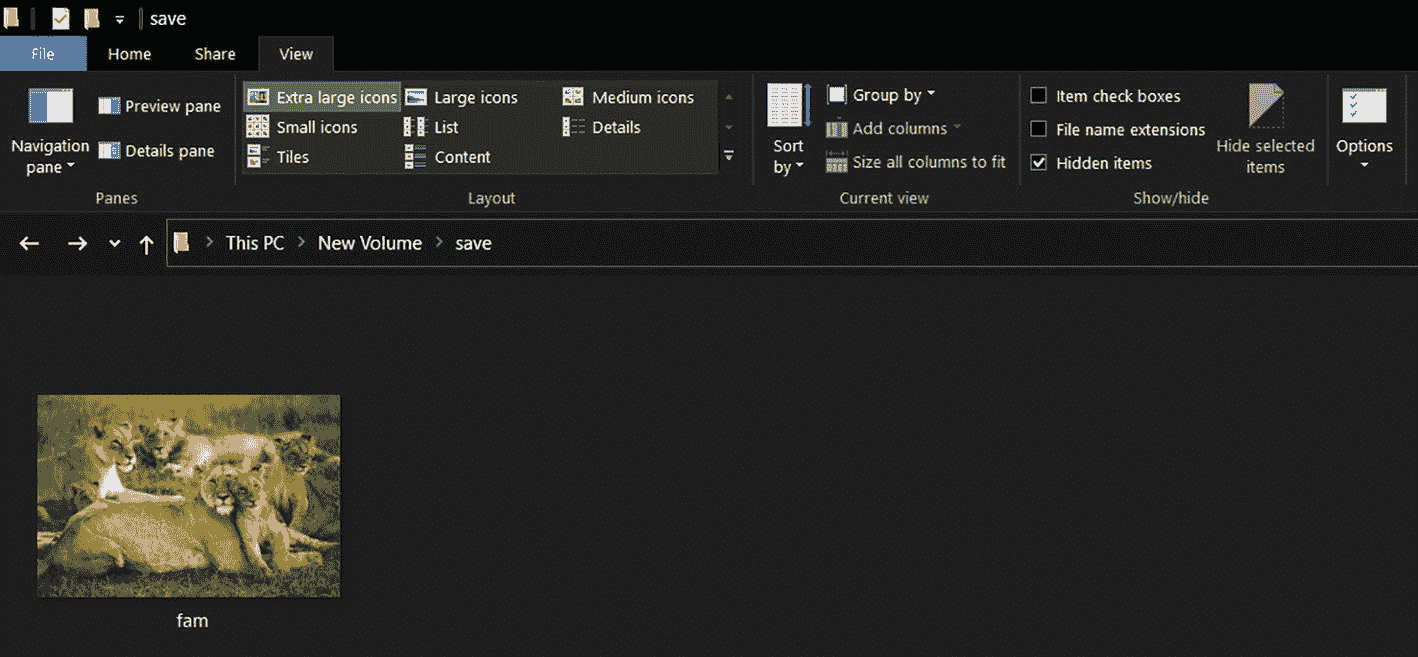 save
File
Home
Share
View
Navigation pane
Preview pane
Details pane
Panes
Extra large icons
Large icons
Medium icons
Small icons
List
Details
Tiles
Content
Layout
Sort by
Group by
Add columns
Size all columns to fit
Current view
Item check boxes
File name extensions
Hidden items
Hide selected items
Show/hide
Options
This PC
New Volume
save
fam